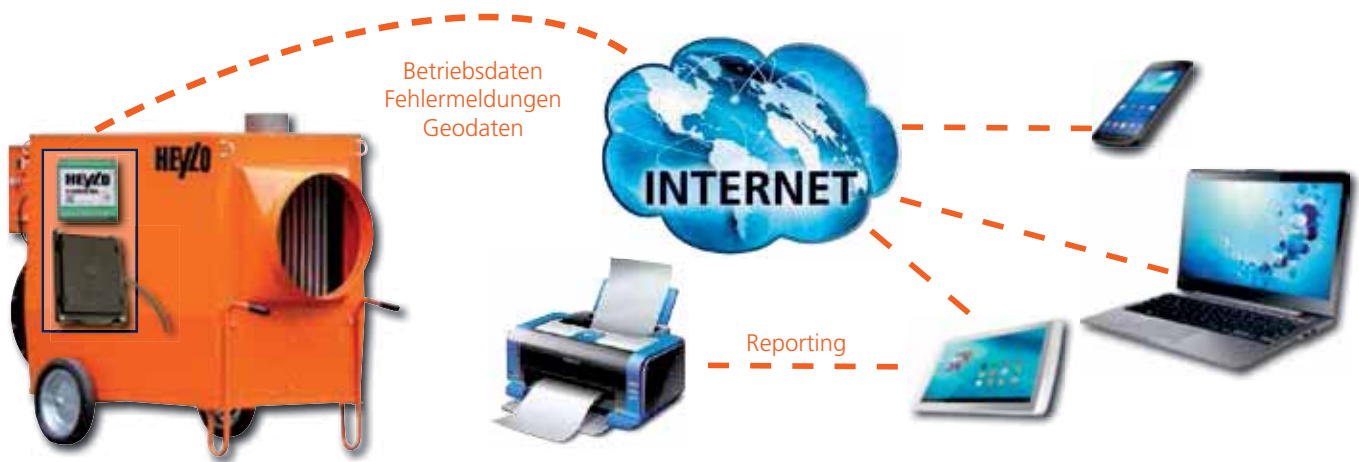 Betriebsdaten
Fehlermeldungen
Geodaten
HEYLO
HEYLO
INTERNET
Reporting